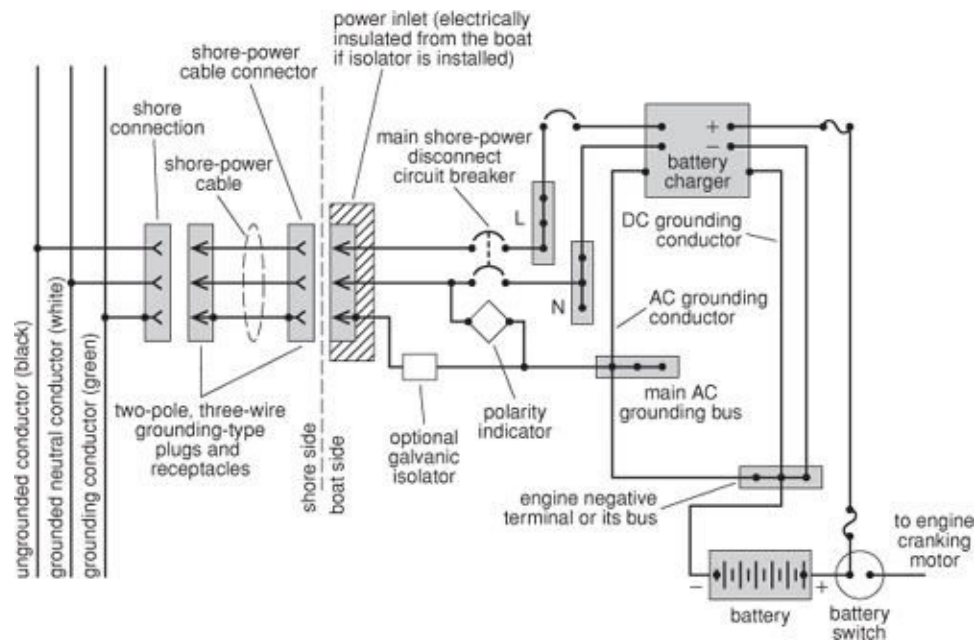 power inlet (electrically
insulated from the boat
if isolator is installed)
shore-power
cable connector
shore
connection
shore-power
cable
main shore-power
disconnect
circuit breaker
+
−
battery
charger
L
N
DC grounding
conductor
AC grounding
conductor
main AC
grounding bus
polarity
indicator
optional
galvanic
isolator
two-pole, three-wire
grounding-type
plugs and
receptacles
shore side
boat side
ungrounded conductor (black)
grounded neutral conductor (white)
grounding conductor (green)
engine negative
terminal or its bus
to engine
cranking
motor
−
+
battery
battery
switch